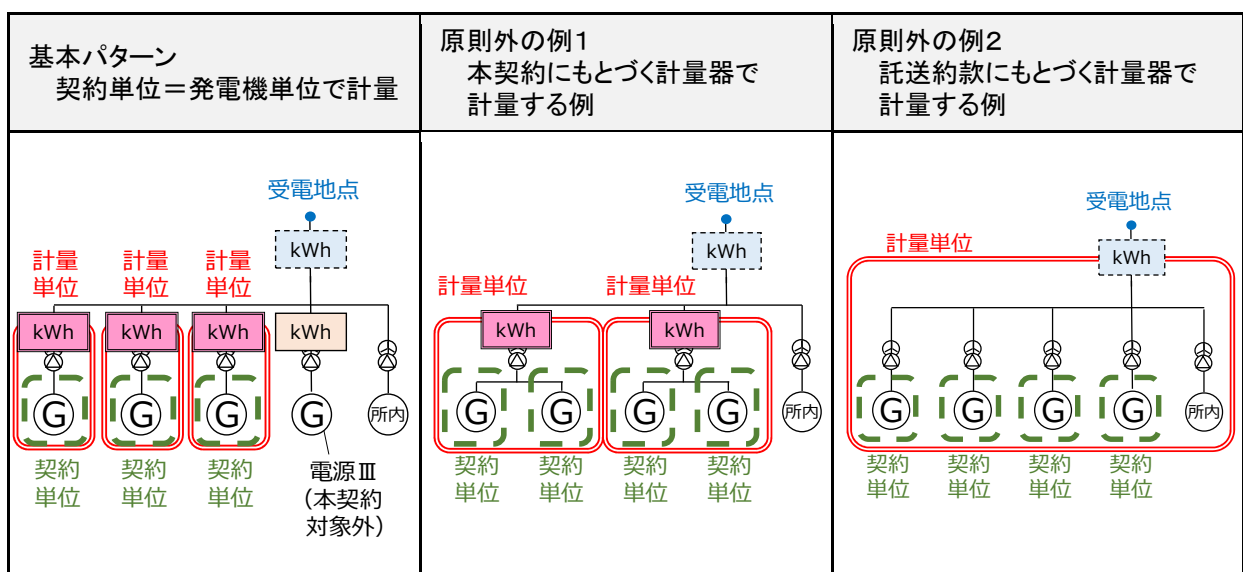 基本パターン
契約単位＝発電機単位で計量
受電地点
kWh
計量
単位
計量
単位
計量
単位
kWh
kWh
kWh
kWh
G
G
G
G
所内
契約
単位
契約
単位
契約
単位
電源Ⅲ
(本契約
対象外)
原則外の例１
本契約にもとづく計量器で
計量する例
受電地点
kWh
計量単位
計量単位
kWh
kWh
G
G
G
G
所内
契約
単位
契約
単位
契約
単位
契約
単位
原則外の例２
託送約款にもとづく計量器で
計量する例
受電地点
計量単位
kWh
G
G
G
G
所内
契約
単位
契約
単位
契約
単位
契約
単位